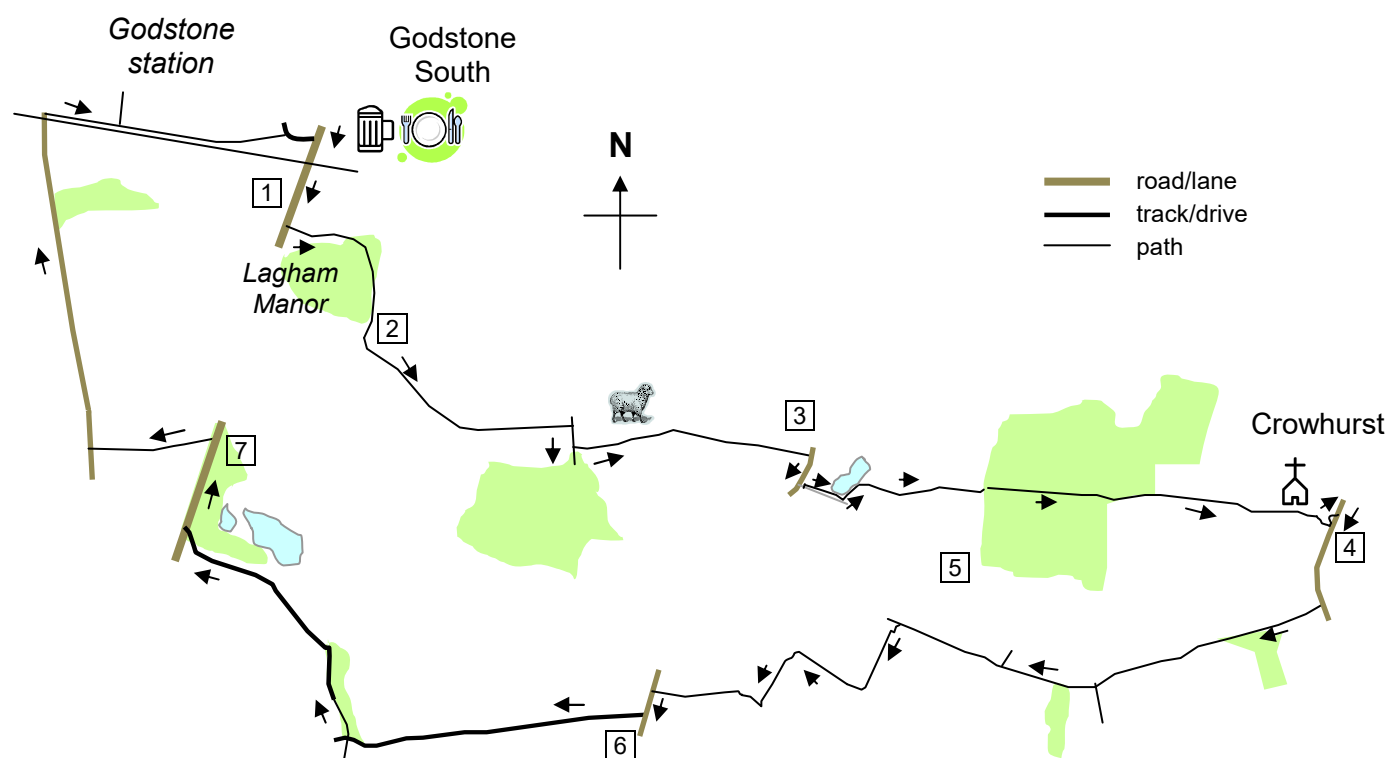 Godstone
station
Godstone
South
N
road/lane
track/drive
path
1
Lagham
Manor
2
3
Crowhurst
7
4
5
6